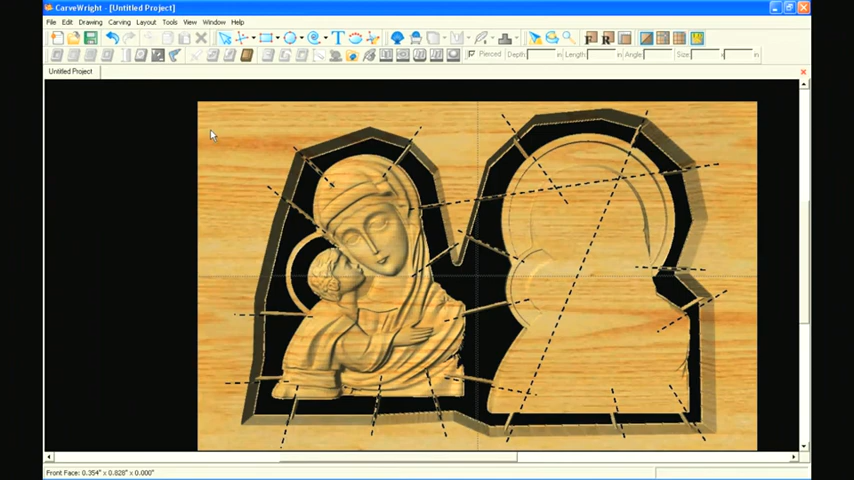 CarveWright - [Untitled Project]
File Edit Drawing Carving Layout Tools View Window Help
Pierced Depth: in Length: in Angle: Size: x in
Untitled Project
Front Face: 0.354" x 0.828" x 0.000"